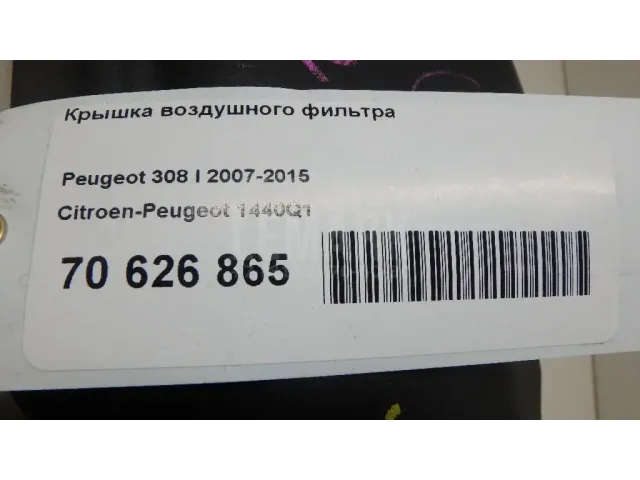 Крышка воздушного фильтра
Peugeot 308 I 2007-2015
Citroen-Peugeot 1440Q1
70 626 865